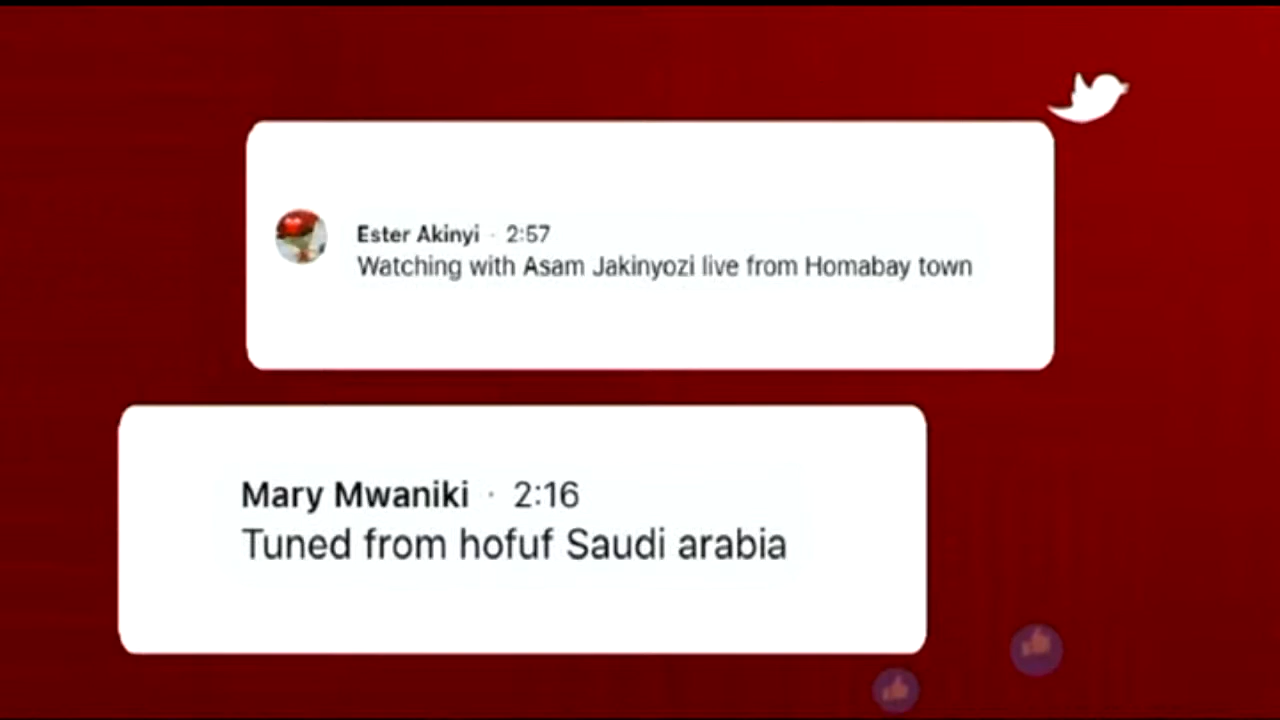 Ester Akinyi · 2:57
Watching with Asam Jakinyozi live from Homabay town
Mary Mwaniki · 2:16
Tuned from hofuf Saudi arabia